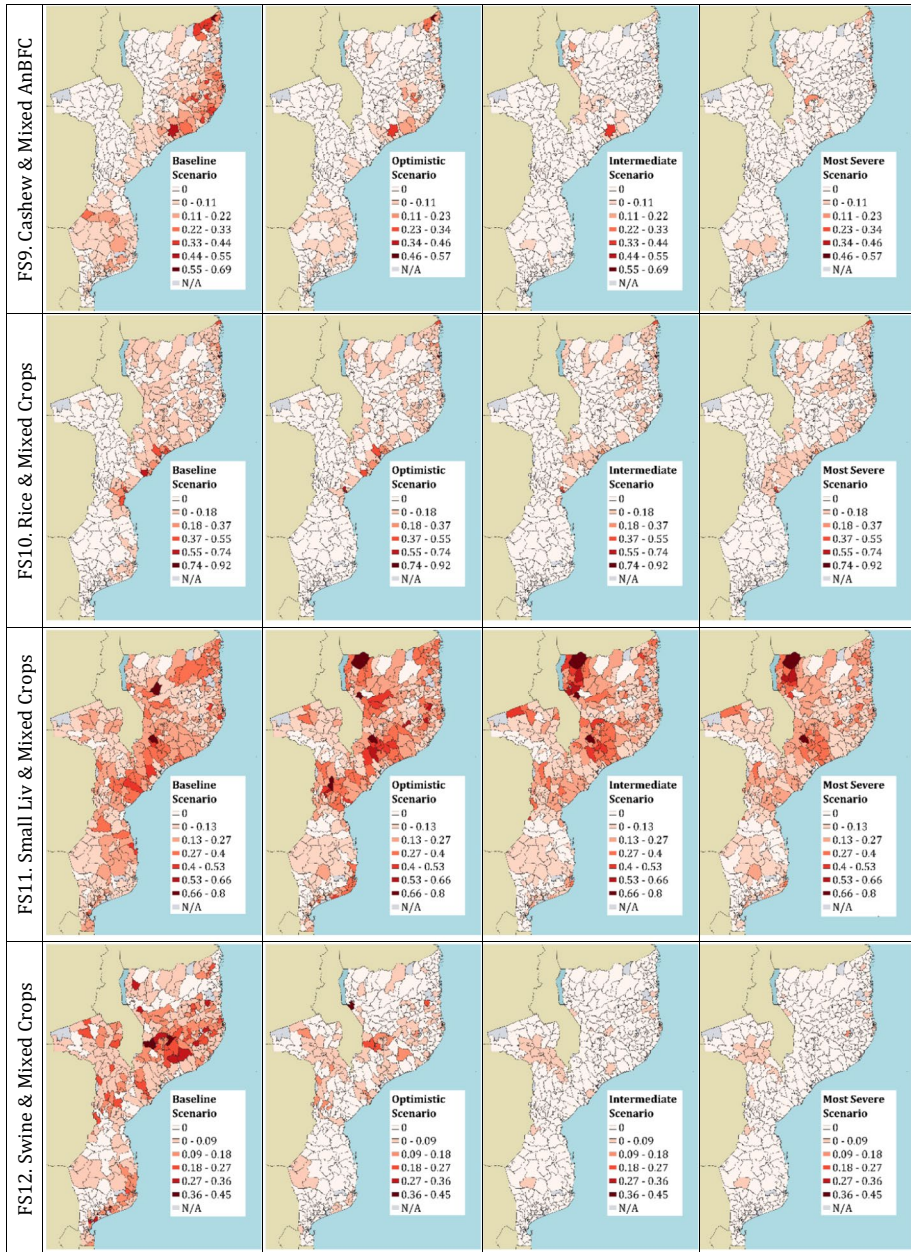 FS9. Cashew & Mixed AnBFC
Baseline
Scenario
0
0 - 0.11
0.11 - 0.22
0.22 - 0.33
0.33 - 0.44
0.44 - 0.55
0.55 - 0.69
N/A
Optimistic
Scenario
0
0 - 0.11
0.11 - 0.23
0.23 - 0.34
0.34 - 0.46
0.46 - 0.57
N/A
Intermediate
Scenario
0
0 - 0.11
0.11 - 0.22
0.22 - 0.33
0.33 - 0.44
0.44 - 0.55
N/A
Most Severe
Scenario
0
0 - 0.11
0.11 - 0.23
0.23 - 0.34
0.34 - 0.46
0.46 - 0.57
N/A
FS10. Rice & Mixed Crops
Baseline
Scenario
0
0 - 0.18
0.18 - 0.37
0.37 - 0.55
0.55 - 0.74
0.74 - 0.92
N/A
Optimistic
Scenario
0
0 - 0.18
0.18 - 0.37
0.37 - 0.55
0.55 - 0.74
0.74 - 0.92
N/A
Intermediate
Scenario
0
0 - 0.18
0.18 - 0.37
0.37 - 0.55
0.55 - 0.74
0.74 - 0.92
N/A
Most Severe
Scenario
0
0 - 0.18
0.18 - 0.37
0.37 - 0.55
0.55 - 0.74
0.74 - 0.92
N/A
FS11. Small Liv & Mixed Crops
Baseline
Scenario
0
0 - 0.13
0.13 - 0.27
0.27 - 0.4
0.4 - 0.53
0.53 - 0.66
0.66 - 0.8
N/A
Optimistic
Scenario
0
0 - 0.13
0.13 - 0.27
0.27 - 0.4
0.4 - 0.53
0.53 - 0.66
0.66 - 0.8
N/A
Intermediate
Scenario
0
0 - 0.13
0.13 - 0.27
0.27 - 0.4
0.4 - 0.53
0.53 - 0.66
0.66 - 0.8
N/A
Most Severe
Scenario
0
0 - 0.13
0.13 - 0.27
0.27 - 0.4
0.4 - 0.53
0.53 - 0.66
0.66 - 0.8
N/A
FS12. Swine & Mixed Crops
Baseline
Scenario
0
0 - 0.09
0.09 - 0.18
0.18 - 0.27
0.27 - 0.36
0.36 - 0.45
N/A
Optimistic
Scenario
0
0 - 0.09
0.09 - 0.18
0.18 - 0.27
0.27 - 0.36
0.36 - 0.45
N/A
Intermediate
Scenario
0
0 - 0.09
0.09 - 0.18
0.18 - 0.27
0.27 - 0.36
0.36 - 0.45
N/A
Most Severe
Scenario
0
0 - 0.09
0.09 - 0.18
0.18 - 0.27
0.27 - 0.36
0.36 - 0.45
N/A